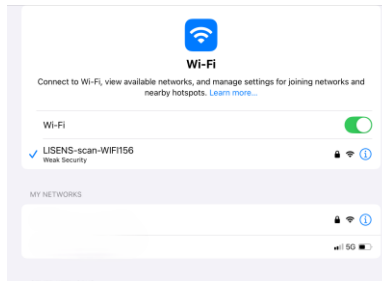 Wi-Fi
Connect to Wi-Fi, view available networks, and manage settings for joining networks and
nearby hotspots. Learn more...
Wi-Fi
LISENS-scan-WIFI156
Weak Security
MY NETWORKS
5G